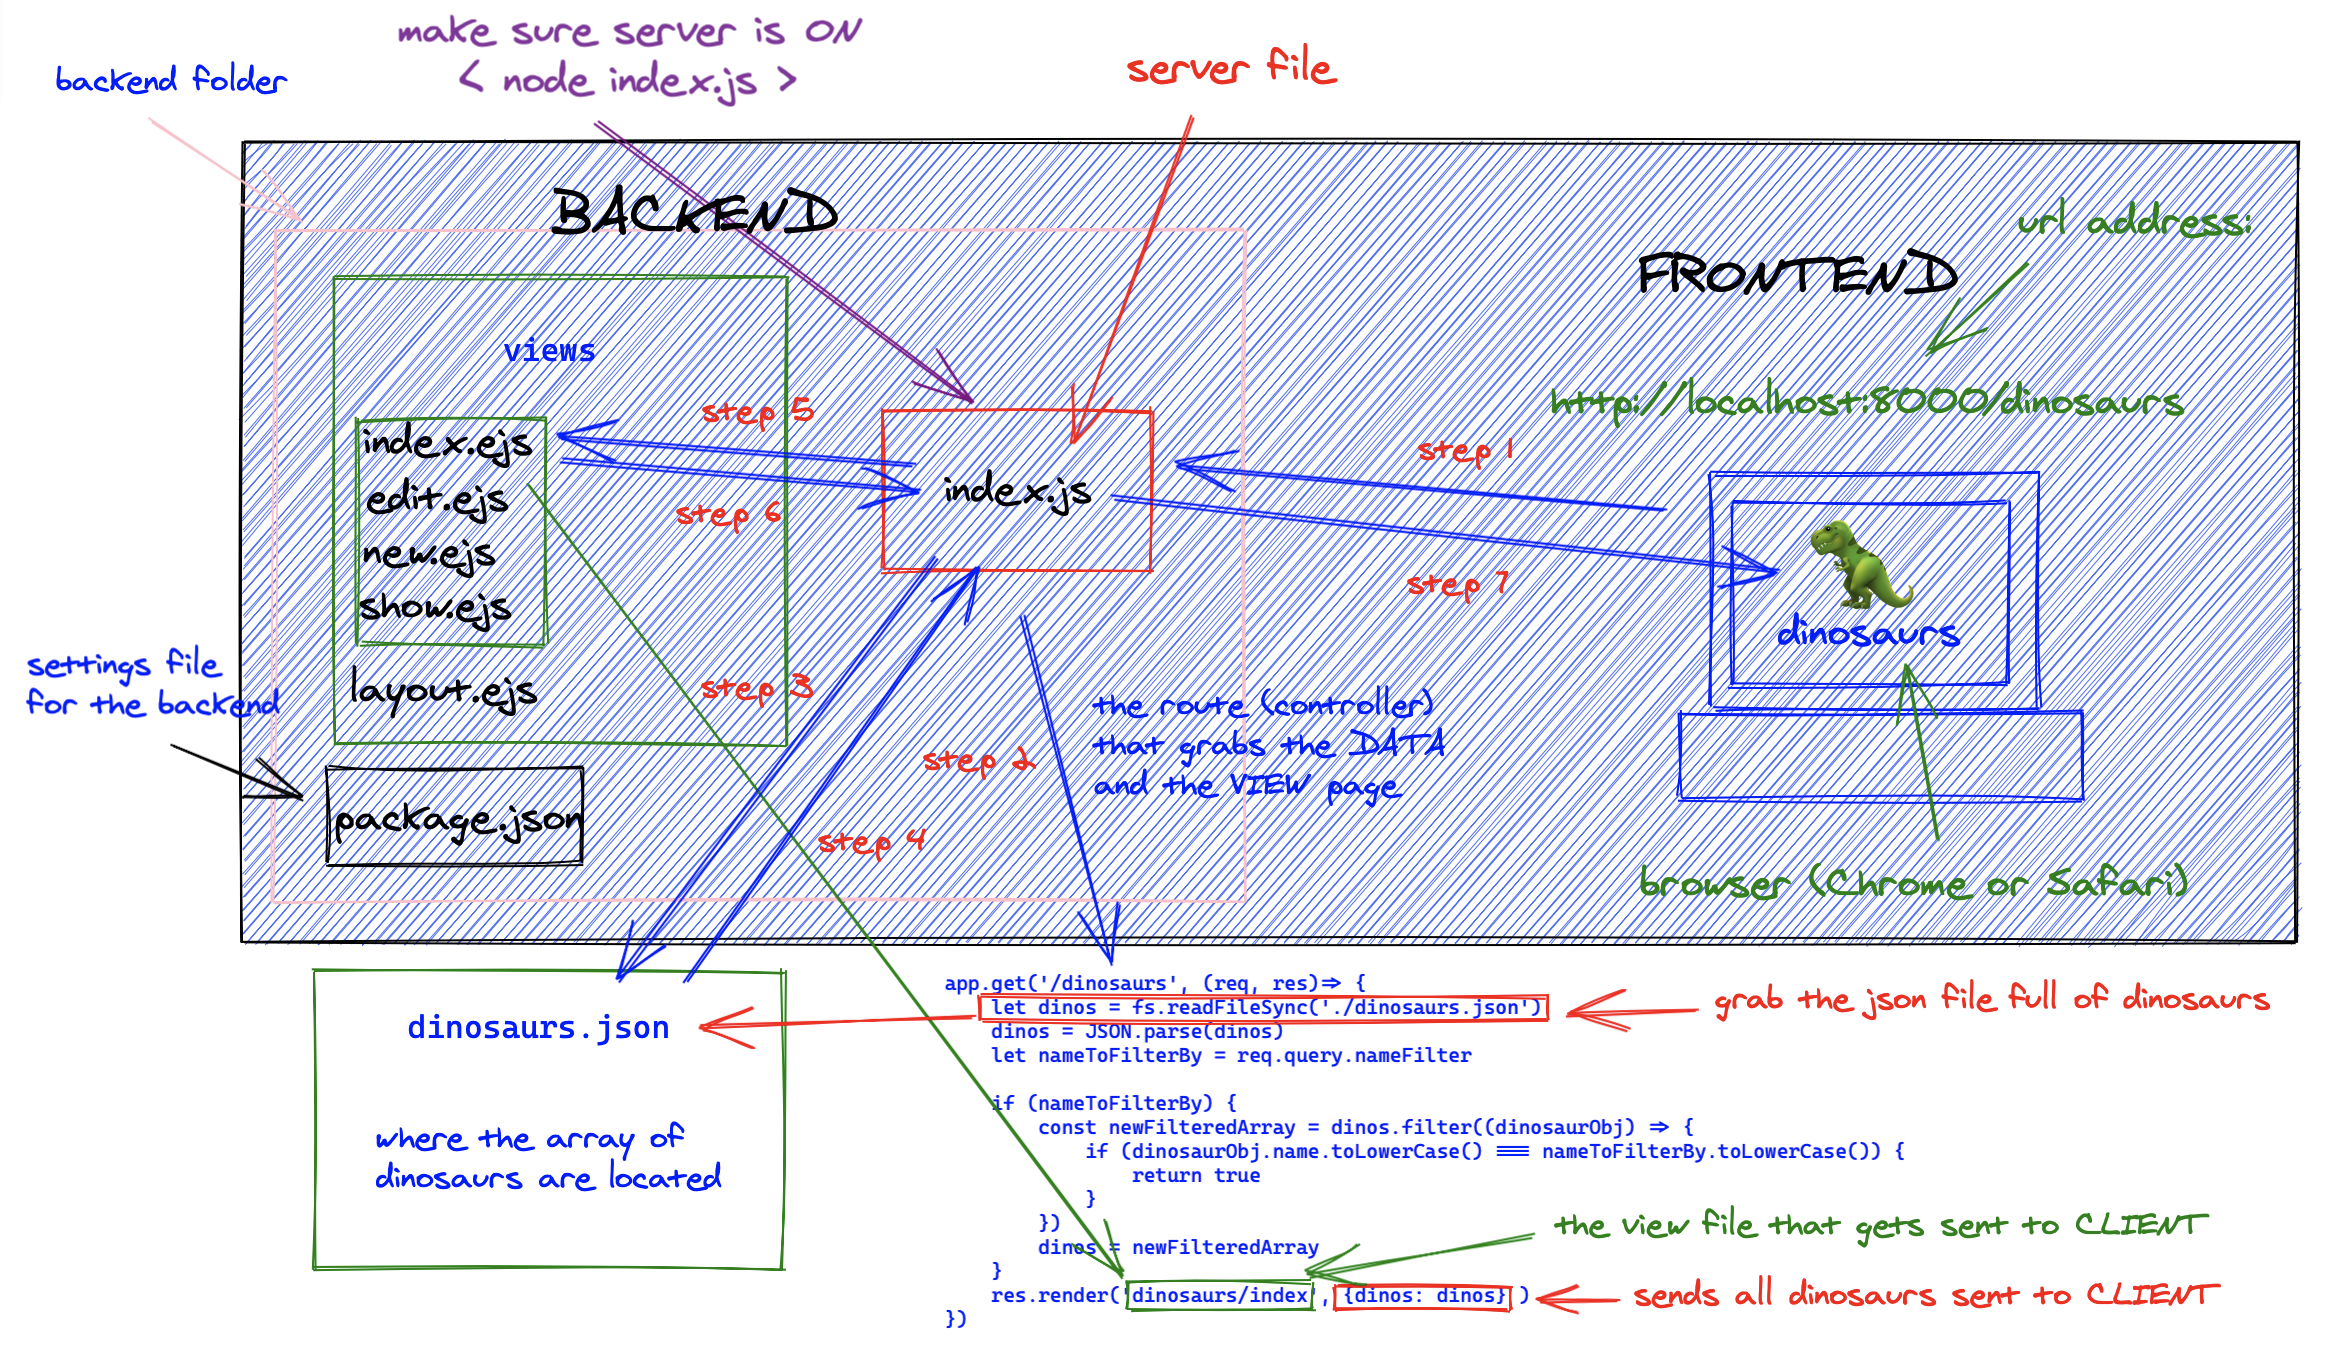 make sure server is ON
< node index.js >
server file
backend folder
BACKEND
url address:
FRONTEND
views
http://localhost:8000/dinosaurs
step 5
step 1
index.ejs
edit.ejs
new.ejs
show.ejs
layout.ejs
index.js
step 6
step 7
dinosaurs
settings file
for the backend
step 3
step 2
the route (controller)
that grabs the DATA
and the VIEW page
package.json
step 4
browser (Chrome or Safari)
dinosaurs.json
where the array of
dinosaurs are located
app.get('/dinosaurs', (req, res)=> {
let dinos = fs.readFileSync('./dinosaurs.json')
dinos = JSON.parse(dinos)
let nameToFilterBy = req.query.nameFilter
if (nameToFilterBy) {
const newFilteredArray = dinos.filter((dinosaurObj) => {
if (dinosaurObj.name.toLowerCase() === nameToFilterBy.toLowerCase()) {
return true
}
})
dinos = newFilteredArray
}
res.render('dinosaurs/index', {dinos: dinos} )
})
grab the json file full of dinosaurs
the view file that gets sent to CLIENT
sends all dinosaurs sent to CLIENT